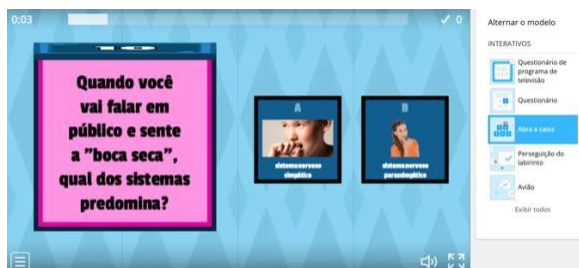 0:03
✓ 0
Quando você
vai falar em
público e sente
a "boca seca",
qual dos sistemas
predomina?
A
sistema nervoso
simpático
B
sistema nervoso
parassimpático
Alternar o modelo
INTERATIVOS
Questionário de
programa de
televisão
Questionário
Abra a caixa
Perseguição do
labirinto
Avião
Exibir todos